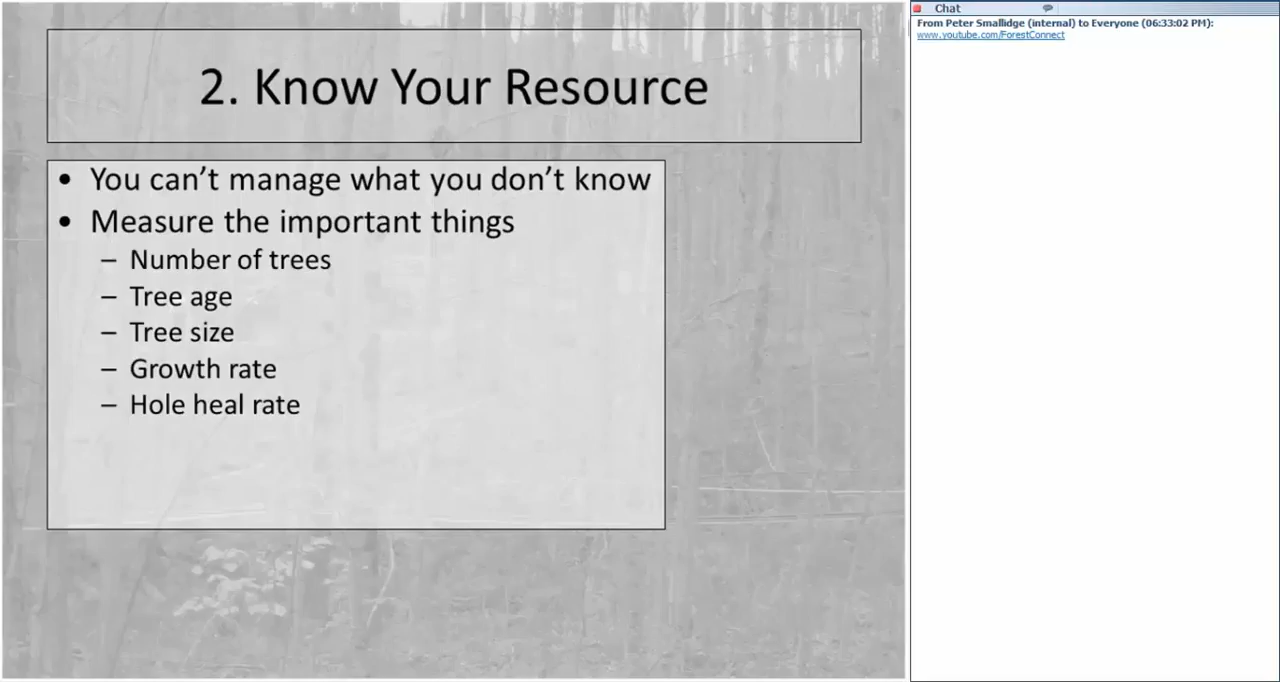 2. Know Your Resource
• You can’t manage what you don’t know
• Measure the important things
– Number of trees
– Tree age
– Tree size
– Growth rate
– Hole heal rate
Chat
From Peter Smallidge (internal) to Everyone (06:33:02 PM):
www.youtube.com/ForestConnect